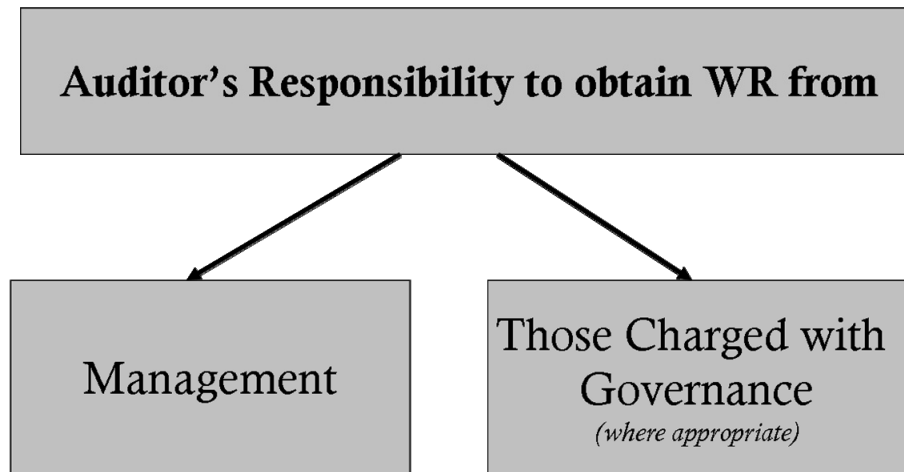 Auditor’s Responsibility to obtain WR from
Management
Those Charged with
Governance
(where appropriate)